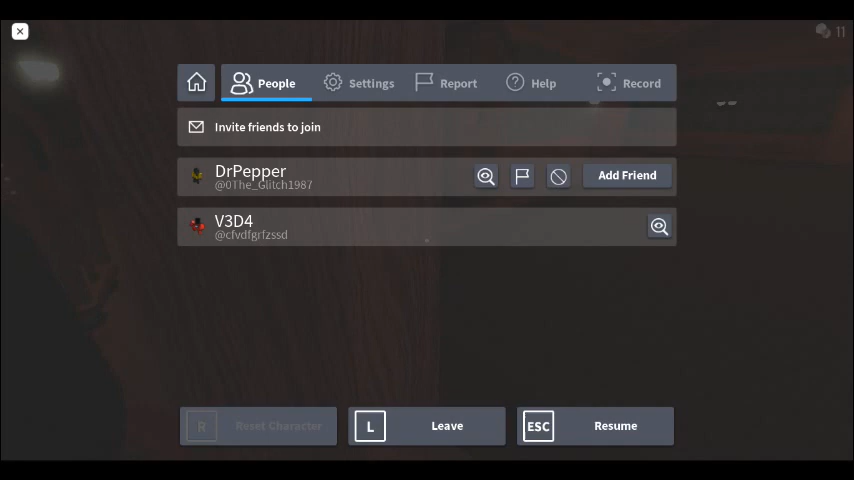 11
People
Settings
Report
Help
Record
Invite friends to join
DrPepper
@0The_Glitch1987
Add Friend
V3D4
@cfvdfgrfzssd
R
Reset Character
L
Leave
ESC
Resume